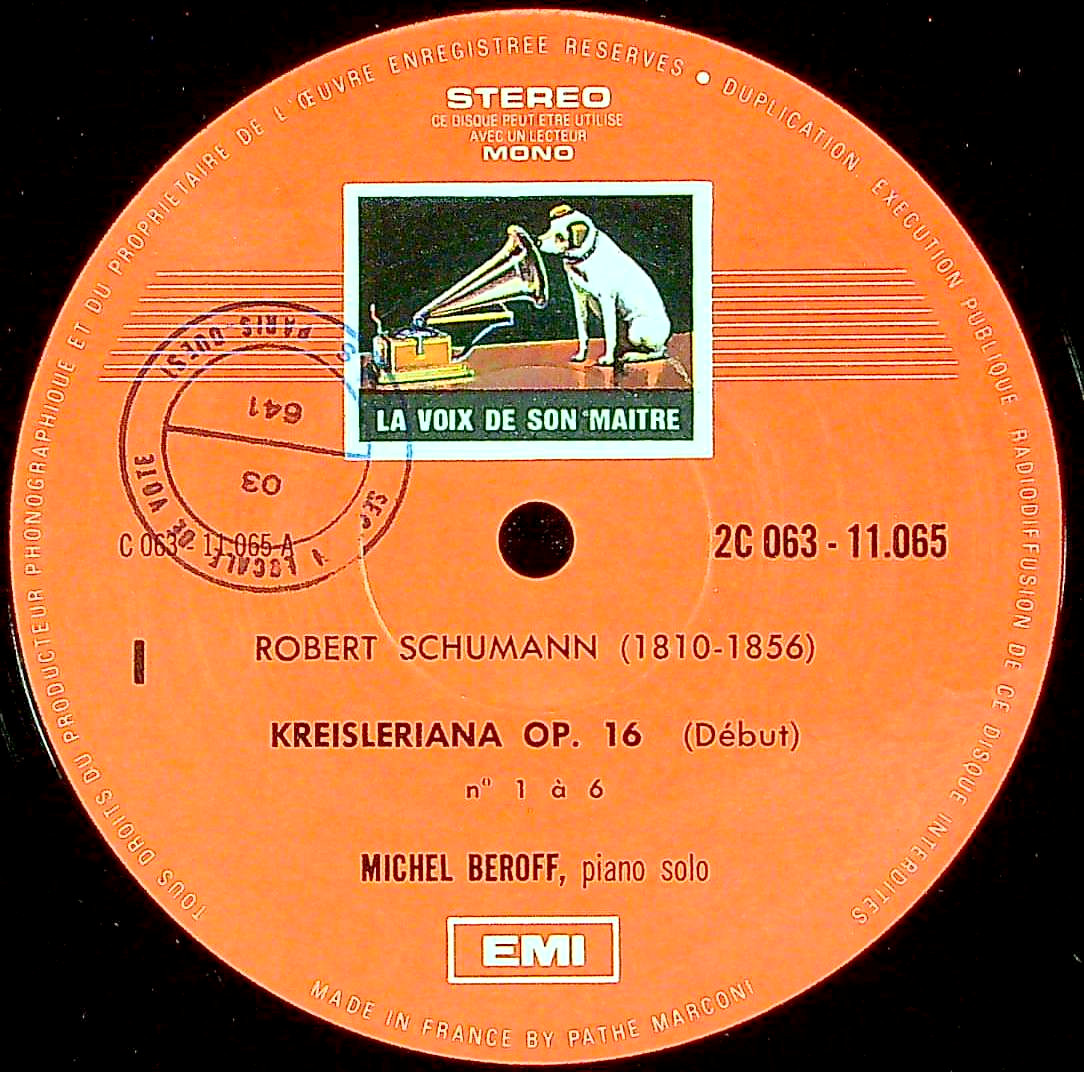 TOUS DROITS DU PRODUCTEUR PHONOGRAPHIQUE ET DU PROPRIETAIRE DE L'ŒUVRE ENREGISTREE RESERVES • DUPLICATION. EXECUTION PUBLIQUE. RADIODIFFUSION DE CE DISQUE INTERDITES
STEREO
CE DISQUE PEUT ETRE UTILISE
AVEC UN LECTEUR
MONO
LA VOIX DE SON MAITRE
PARIS-OUEST
641
03
LOCALE DE VOIE
C 063 - 11.065 A
2C 063 - 11.065
I
ROBERT SCHUMANN (1810-1856)
KREISLERIANA OP. 16 (Début)
nº 1 à 6
MICHEL BEROFF, piano solo
EMI
MADE IN FRANCE BY PATHE MARCONI